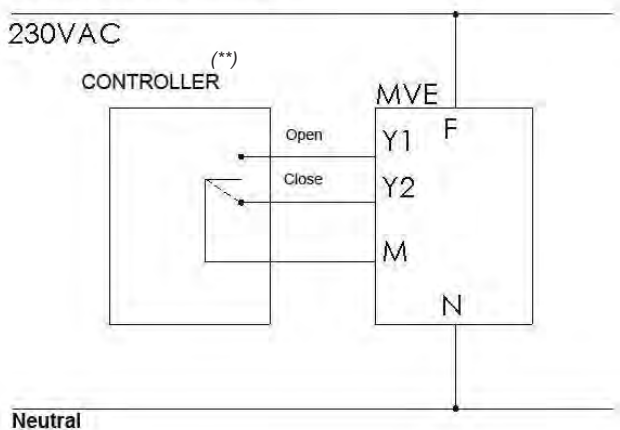 230VAC
(**)
CONTROLLER
MVE
Open
Y1
F
Close
Y2
M
N
Neutral